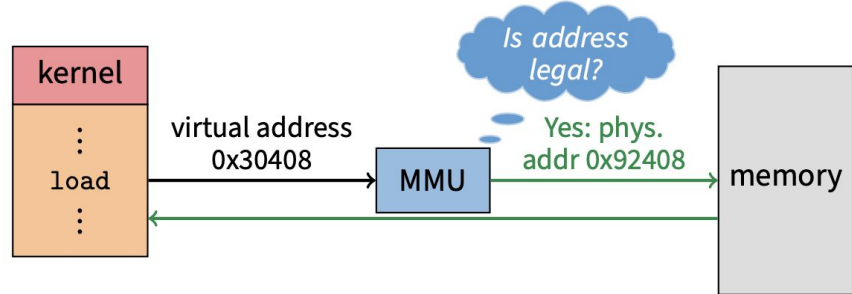 kernel
⋮
load
⋮
virtual address
0x30408
MMU
Is address
legal?
Yes: phys.
addr 0x92408
memory